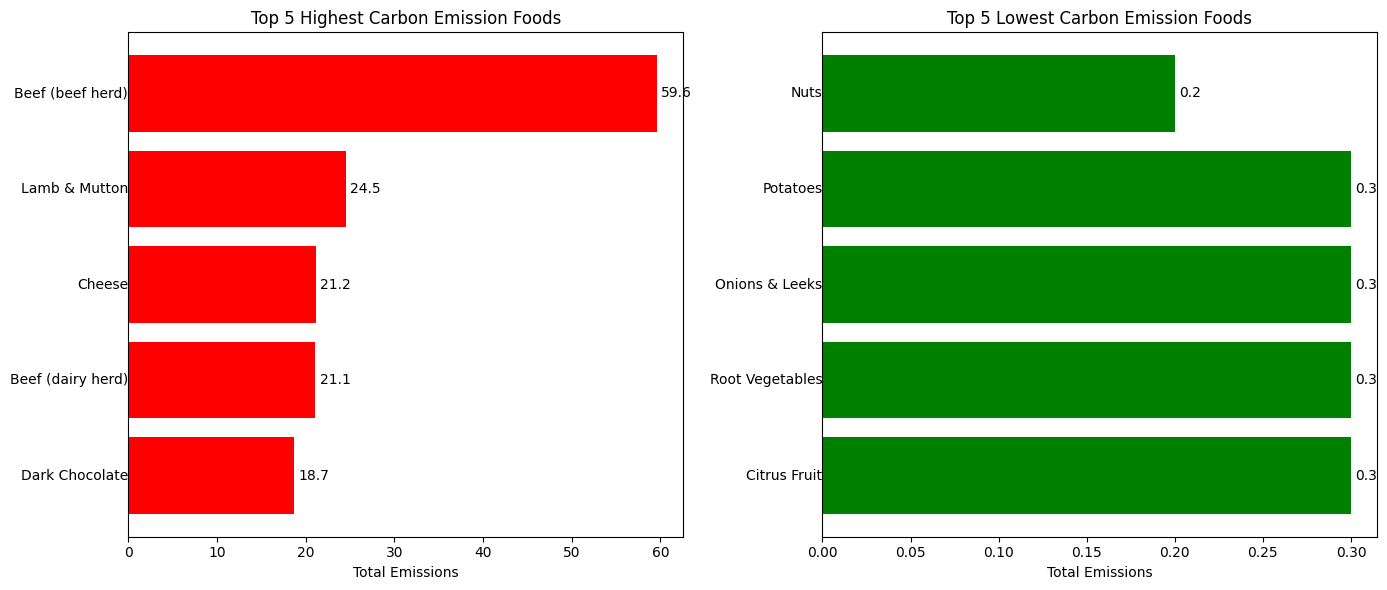 Top 5 Highest Carbon Emission Foods
Beef (beef herd)
59.6
Lamb & Mutton
24.5
Cheese
21.2
Beef (dairy herd)
21.1
Dark Chocolate
18.7
0 10 20 30 40 50 60
Total Emissions
Top 5 Lowest Carbon Emission Foods
Nuts
0.2
Potatoes
0.3
Onions & Leeks
0.3
Root Vegetables
0.3
Citrus Fruit
0.3
0.00 0.05 0.10 0.15 0.20 0.25 0.30
Total Emissions